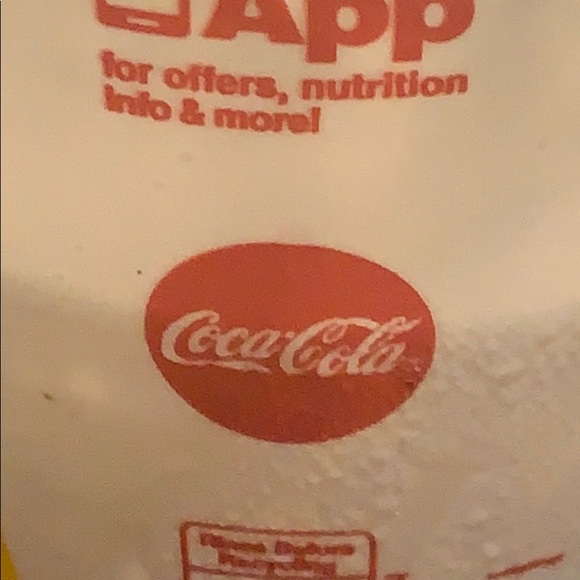 App
for offers, nutrition
info & more!
Coca-Cola